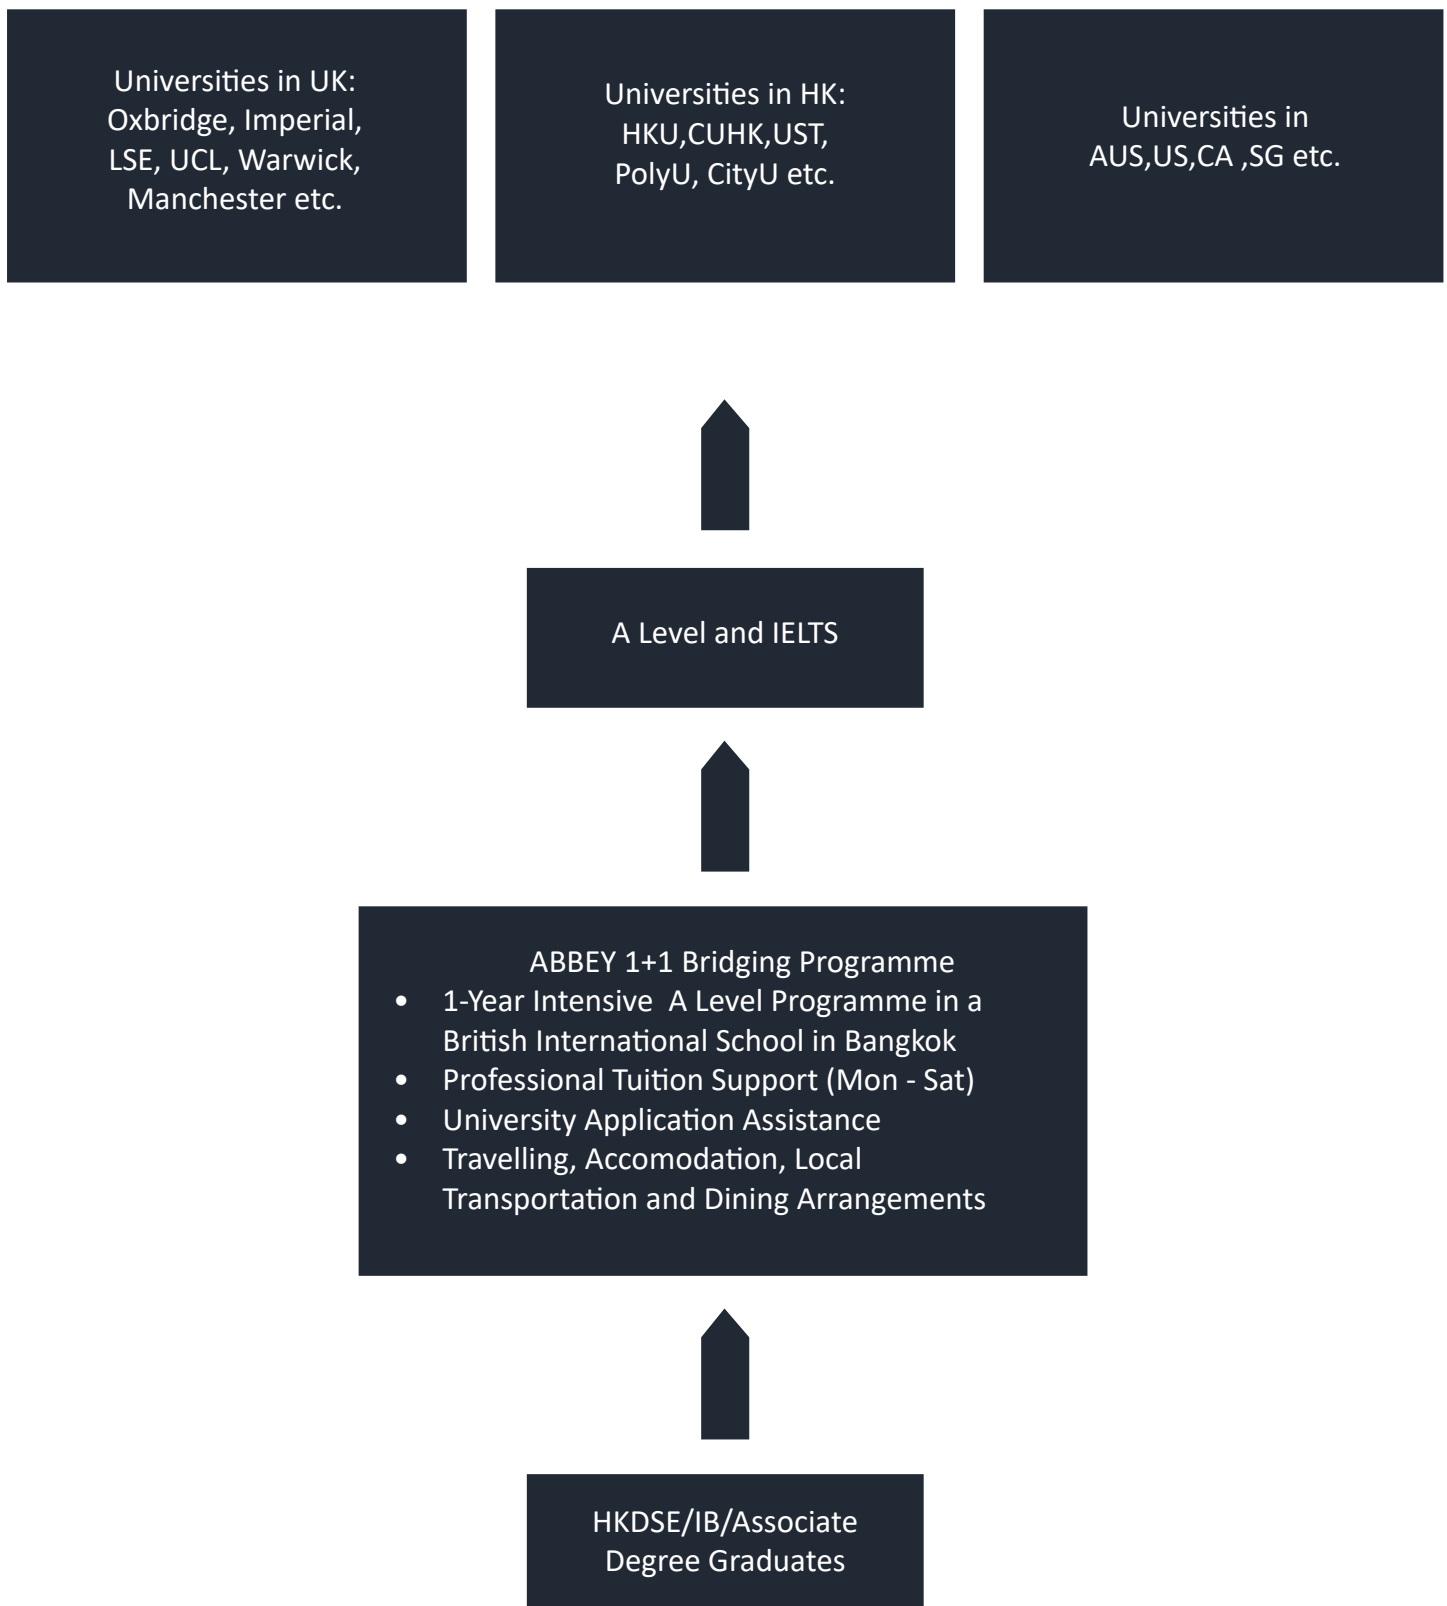 Universities in UK:
Oxbridge, Imperial,
LSE, UCL, Warwick,
Manchester etc.
Universities in HK:
HKU,CUHK,UST,
PolyU, CityU etc.
Universities in
AUS,US,CA ,SG etc.
A Level and IELTS
ABBEY 1+1 Bridging Programme
• 1-Year Intensive  A Level Programme in a
British International School in Bangkok
• Professional Tuition Support (Mon - Sat)
• University Application Assistance
• Travelling, Accomodation, Local
Transportation and Dining Arrangements
HKDSE/IB/Associate
Degree Graduates